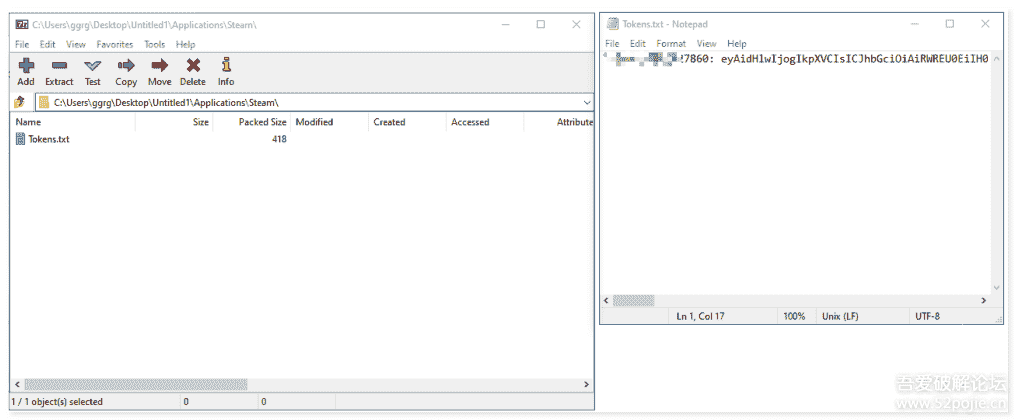 C:\Users\ggrg\Desktop\Untitled1\Applications\Steam\
File Edit View Favorites Tools Help
Add Extract Test Copy Move Delete Info
C:\Users\ggrg\Desktop\Untitled1\Applications\Steam\
Name Size Packed Size Modified Created Accessed Attribute
Tokens.txt 418
1 / 1 object(s) selected 0 0
Tokens.txt - Notepad
File Edit Format View Help
7860: eyAidHlwIjogIkpXVCIsICJhbGciOiAiRWREU0EiIH0
Ln 1, Col 17 100% Unix (LF) UTF-8
吾爱破解论坛
www.52pojie.cn